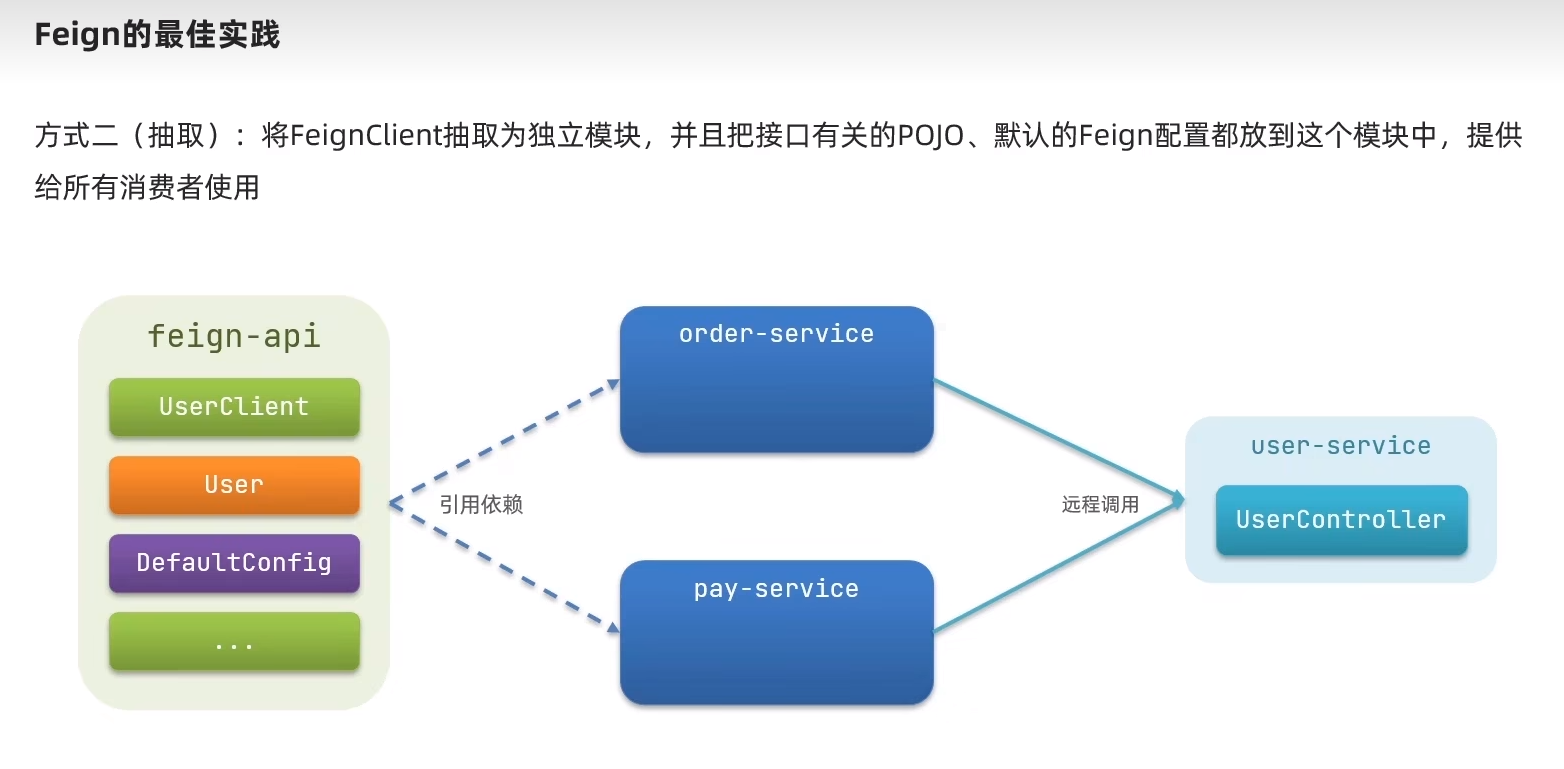 Feign的最佳实践
方式二（抽取）：将FeignClient抽取为独立模块，并且把接口有关的POJO、默认的Feign配置都放到这个模块中，提供
给所有消费者使用
feign-api
UserClient
User
DefaultConfig
...
引用依赖
order-service
pay-service
远程调用
user-service
UserController